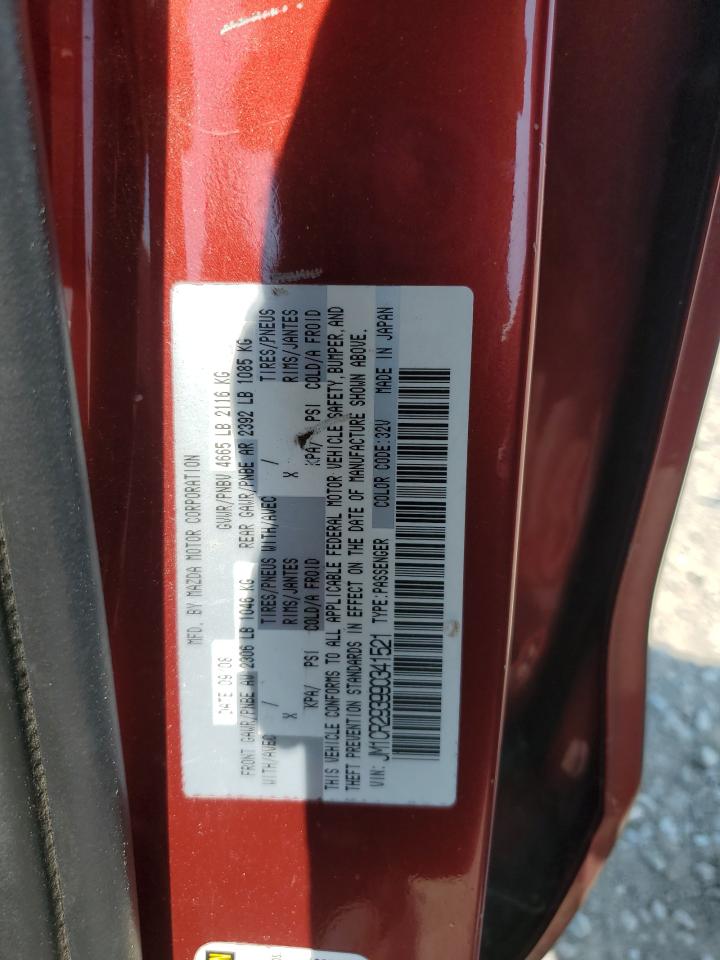 MFD. BY MAZDA MOTOR CORPORATION
DATE 09.08 GVWR/PNBV 4665 LB 2116 KG
FRONT GAWR/PNBE AV 2306 LB 1046 KG REAR GAWR/PNBE AR 2392 LB 1085 KG
WITH/AVEC / TIRES/PNEUS WITH/AVEC / TIRES/PNEUS
X RIMS/JANTES X RIMS/JANTES
KPA/ PSI COLD/A FROID KPA/ PSI COLD/A FROID
THIS VEHICLE CONFORMS TO ALL APPLICABLE FEDERAL MOTOR VEHICLE SAFETY, BUMPER, AND
THEFT PREVENTION STANDARDS IN EFFECT ON THE DATE OF MANUFACTURE SHOWN ABOVE.
VIN: JM1CR293990341521 TYPE:PASSENGER COLOR CODE:32V MADE IN JAPAN